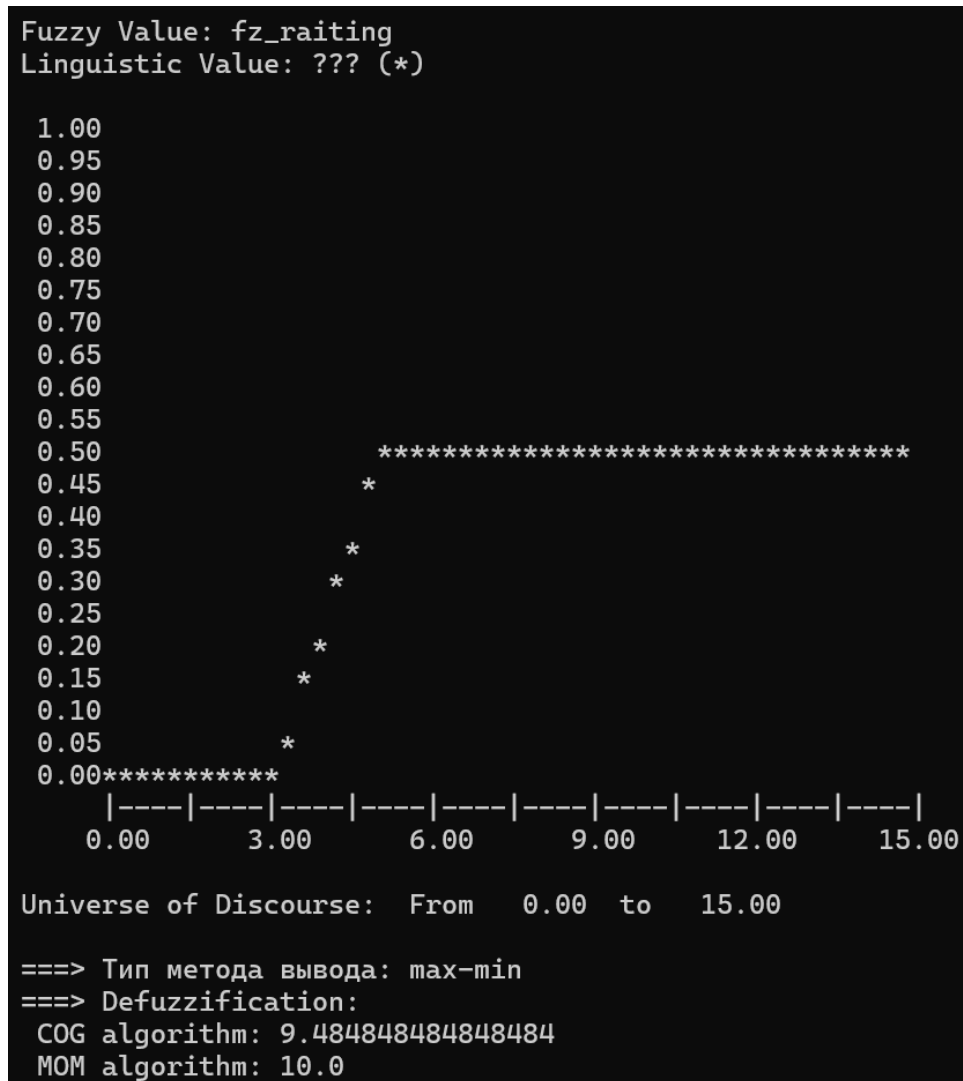 Fuzzy Value: fz_raiting
Linguistic Value: ??? (*)
1.00
0.95
0.90
0.85
0.80
0.75
0.70
0.65
0.60
0.55
0.50                 *********************************
0.45                *
0.40
0.35               *
0.30              *
0.25
0.20             *
0.15            *
0.10
0.05           *
0.00***********
|----|----|----|----|----|----|----|----|----|----|
0.00      3.00      6.00      9.00      12.00     15.00
Universe of Discourse:  From   0.00  to   15.00
===> Тип метода вывода: max-min
===> Defuzzification:
COG algorithm: 9.484848484848484
MOM algorithm: 10.0